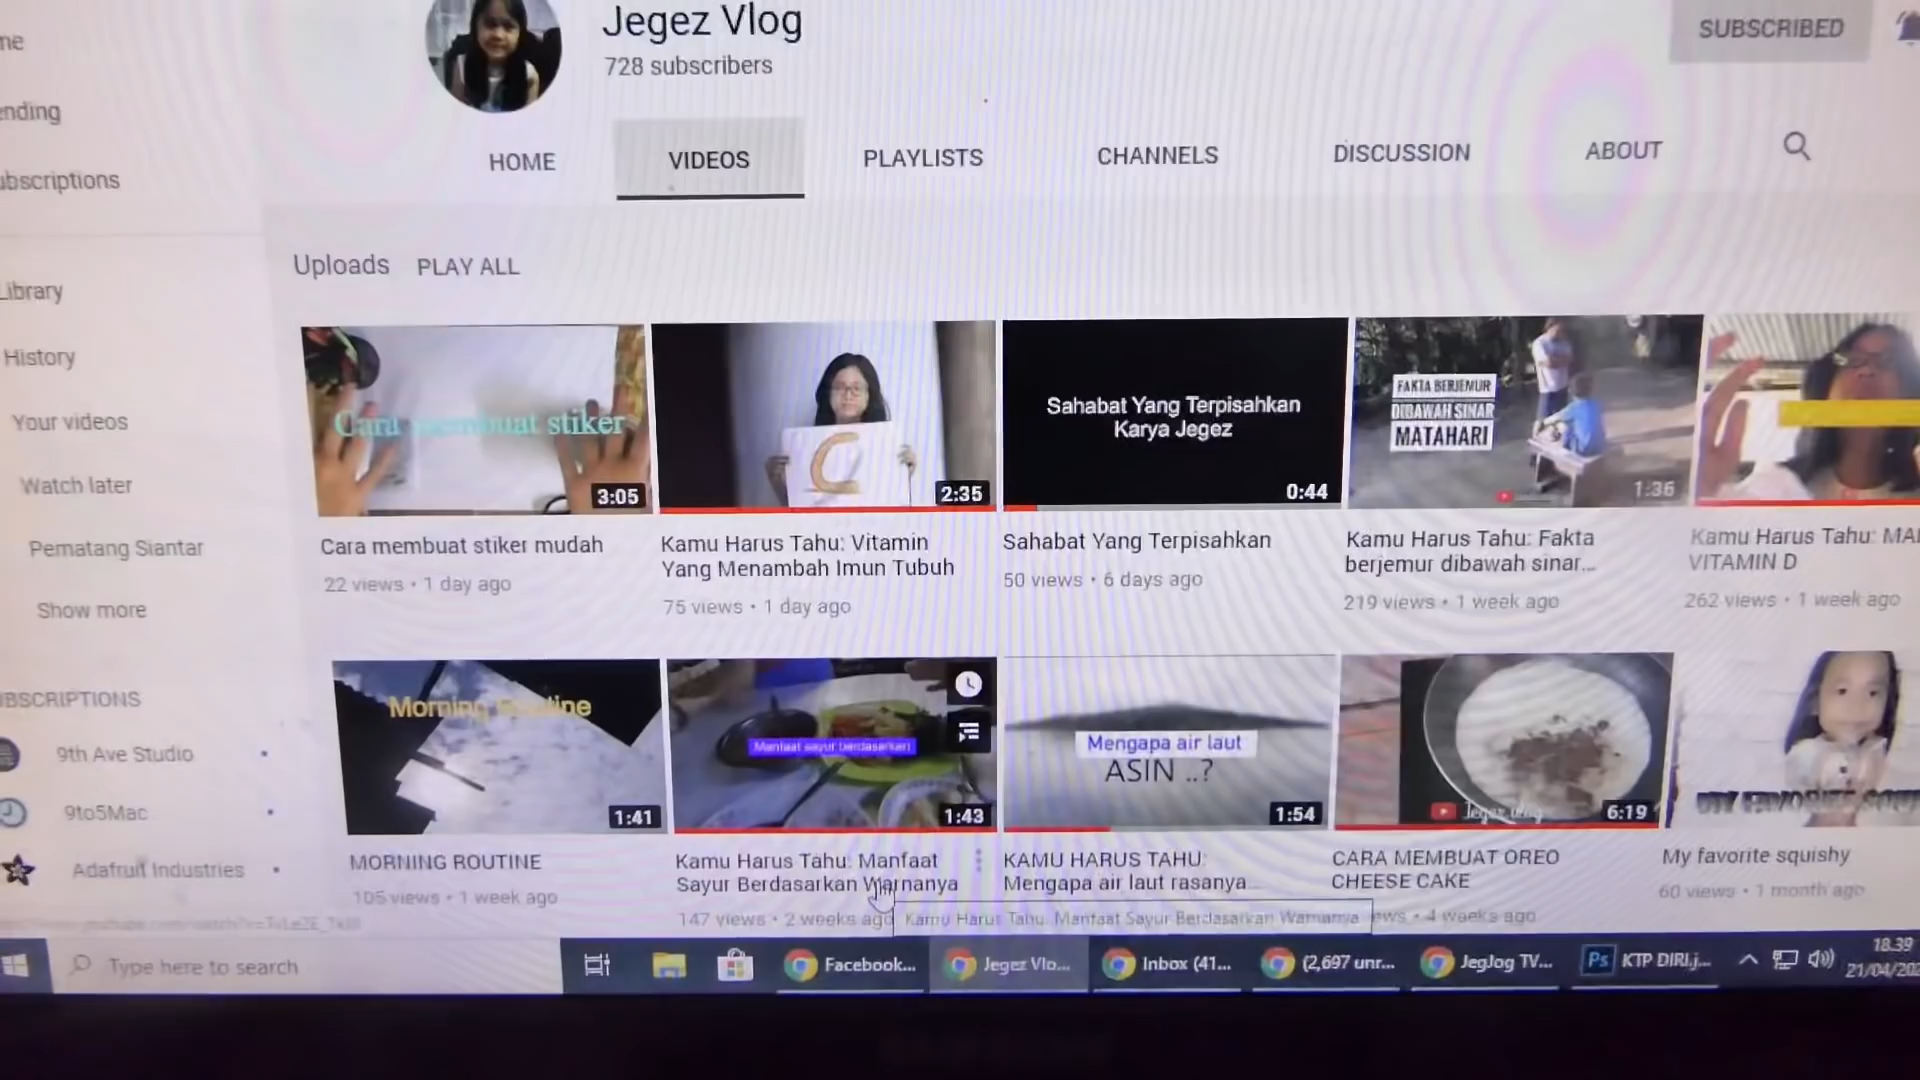 Jegez Vlog
728 subscribers
SUBSCRIBED
HOME
VIDEOS
PLAYLISTS
CHANNELS
DISCUSSION
ABOUT
ne
ending
ubscriptions
Library
History
Your videos
Watch later
Pematang Siantar
Show more
BSCRIPTIONS
9th Ave Studio
9to5Mac
Adafruit Industries
Uploads PLAY ALL
Cara membuat stiker
3:05
Cara membuat stiker mudah
22 views • 1 day ago
C
2:35
Kamu Harus Tahu: Vitamin
Yang Menambah Imun Tubuh
75 views • 1 day ago
Sahabat Yang Terpisahkan
Karya Jegez
0:44
Sahabat Yang Terpisahkan
50 views • 6 days ago
FAKTA BERJEMUR
DIBAWAH SINAR
MATAHARI
1:36
Kamu Harus Tahu: Fakta
berjemur dibawah sinar...
219 views • 1 week ago
Kamu Harus Tahu: MA
VITAMIN D
262 views • 1 week ago
Morning Routine
1:41
MORNING ROUTINE
105 views • 1 week ago
Manfaat sayur berdasarkan
1:43
Kamu Harus Tahu: Manfaat
Sayur Berdasarkan Warnanya
147 views • 2 weeks ago
Mengapa air laut
ASIN ..?
1:54
KAMU HARUS TAHU:
Mengapa air laut rasanya...
Kamu Harus Tahu: Manfaat Sayur Berdasarkan Warnanya
ews • 4 weeks ago
Jegez vlog
6:19
CARA MEMBUAT OREO
CHEESE CAKE
My favorite squishy
60 views • 1 month ago
Type here to search
Facebook...
Jegez Vlo...
Inbox (41...
(2,697 unr...
JegJog TV...
Ps
KTP DIRI.j...
18.39
21/04/202